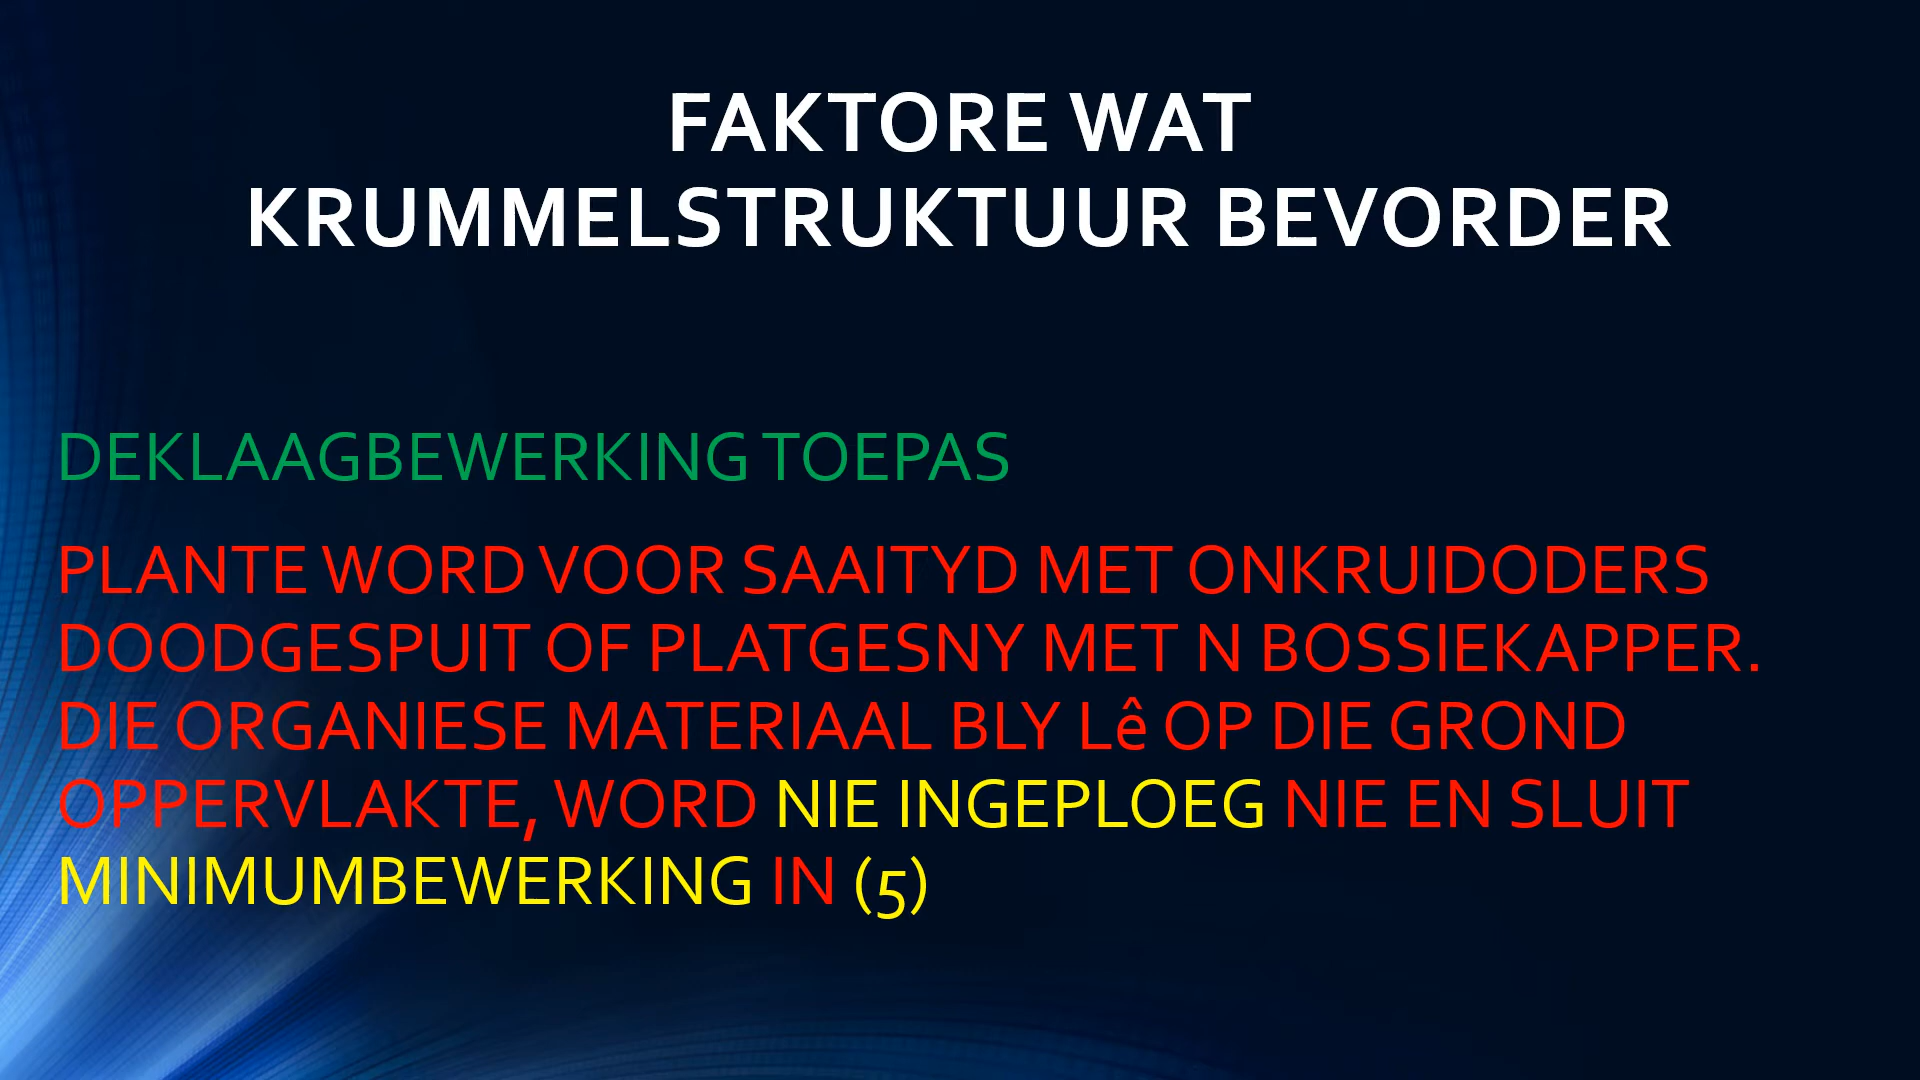 FAKTORE WAT
KRUMMELSTRUKTUUR BEVORDER
DEKLAAGBEWERKING TOEPAS
PLANTE WORD VOOR SAAITYD MET ONKRUIDODERS
DOODGESPUIT OF PLATGESNY MET N BOSSIEKAPPER.
DIE ORGANIESE MATERIAAL BLY Lê OP DIE GROND
OPPERVLAKTE, WORD NIE INGEPLOEG NIE EN SLUIT
MINIMUMBEWERKING IN (5)